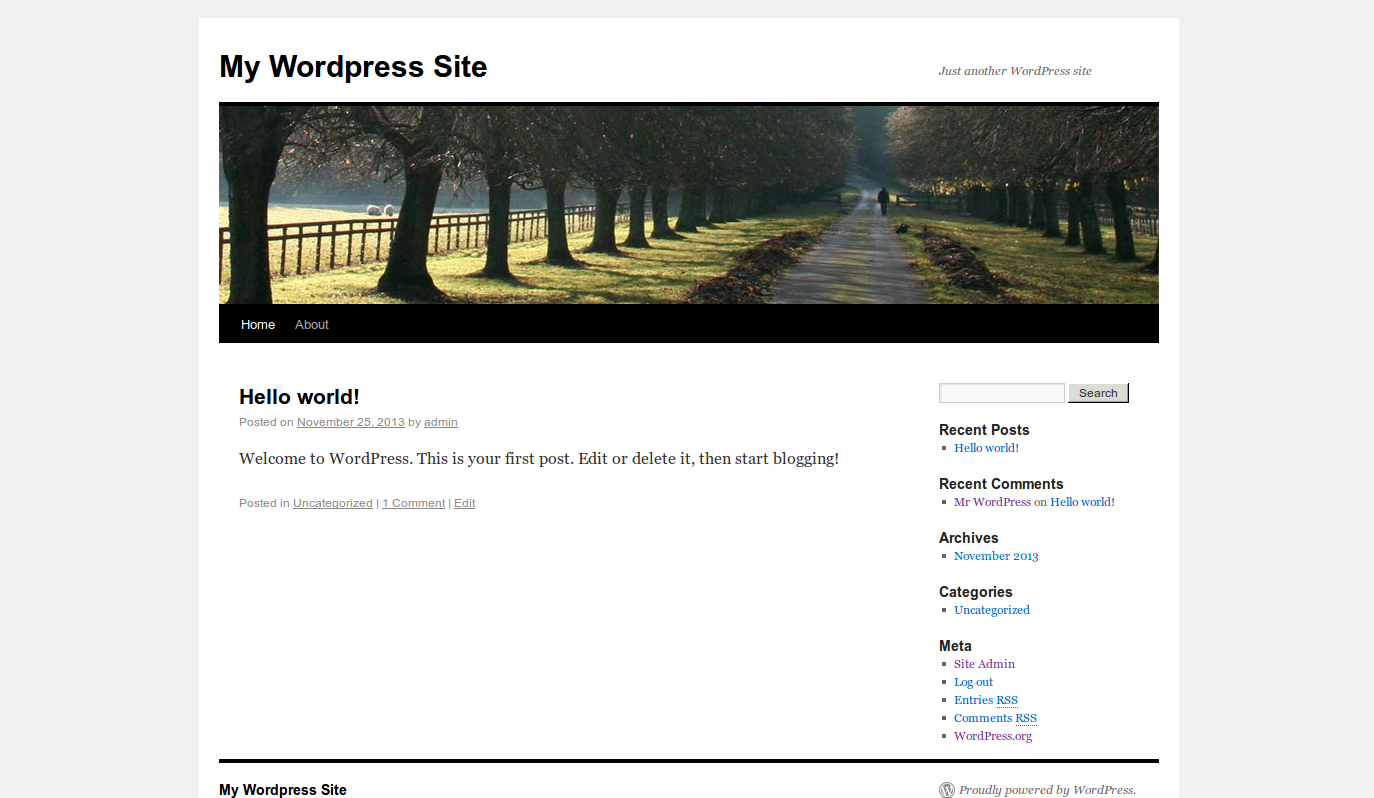 My Wordpress Site
Just another WordPress site
Home About
Hello world!
Posted on November 25, 2013 by admin
Welcome to WordPress. This is your first post. Edit or delete it, then start blogging!
Posted in Uncategorized | 1 Comment | Edit
Search
Recent Posts
Hello world!
Recent Comments
Mr WordPress on Hello world!
Archives
November 2013
Categories
Uncategorized
Meta
Site Admin
Log out
Entries RSS
Comments RSS
WordPress.org
My Wordpress Site
Proudly powered by WordPress.